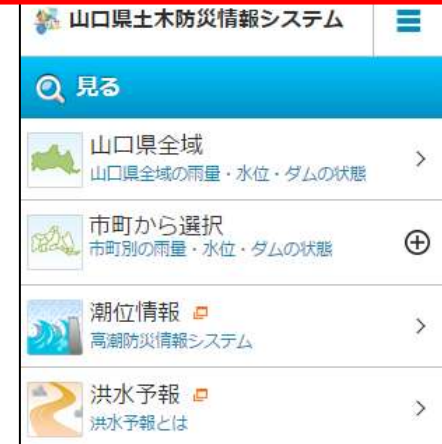 山口県土木防災情報システム
見る
山口県全域
山口県全域の雨量・水位・ダムの状態
市町から選択
市町別の雨量・水位・ダムの状態
潮位情報
高潮防災情報システム
洪水予報
洪水予報とは